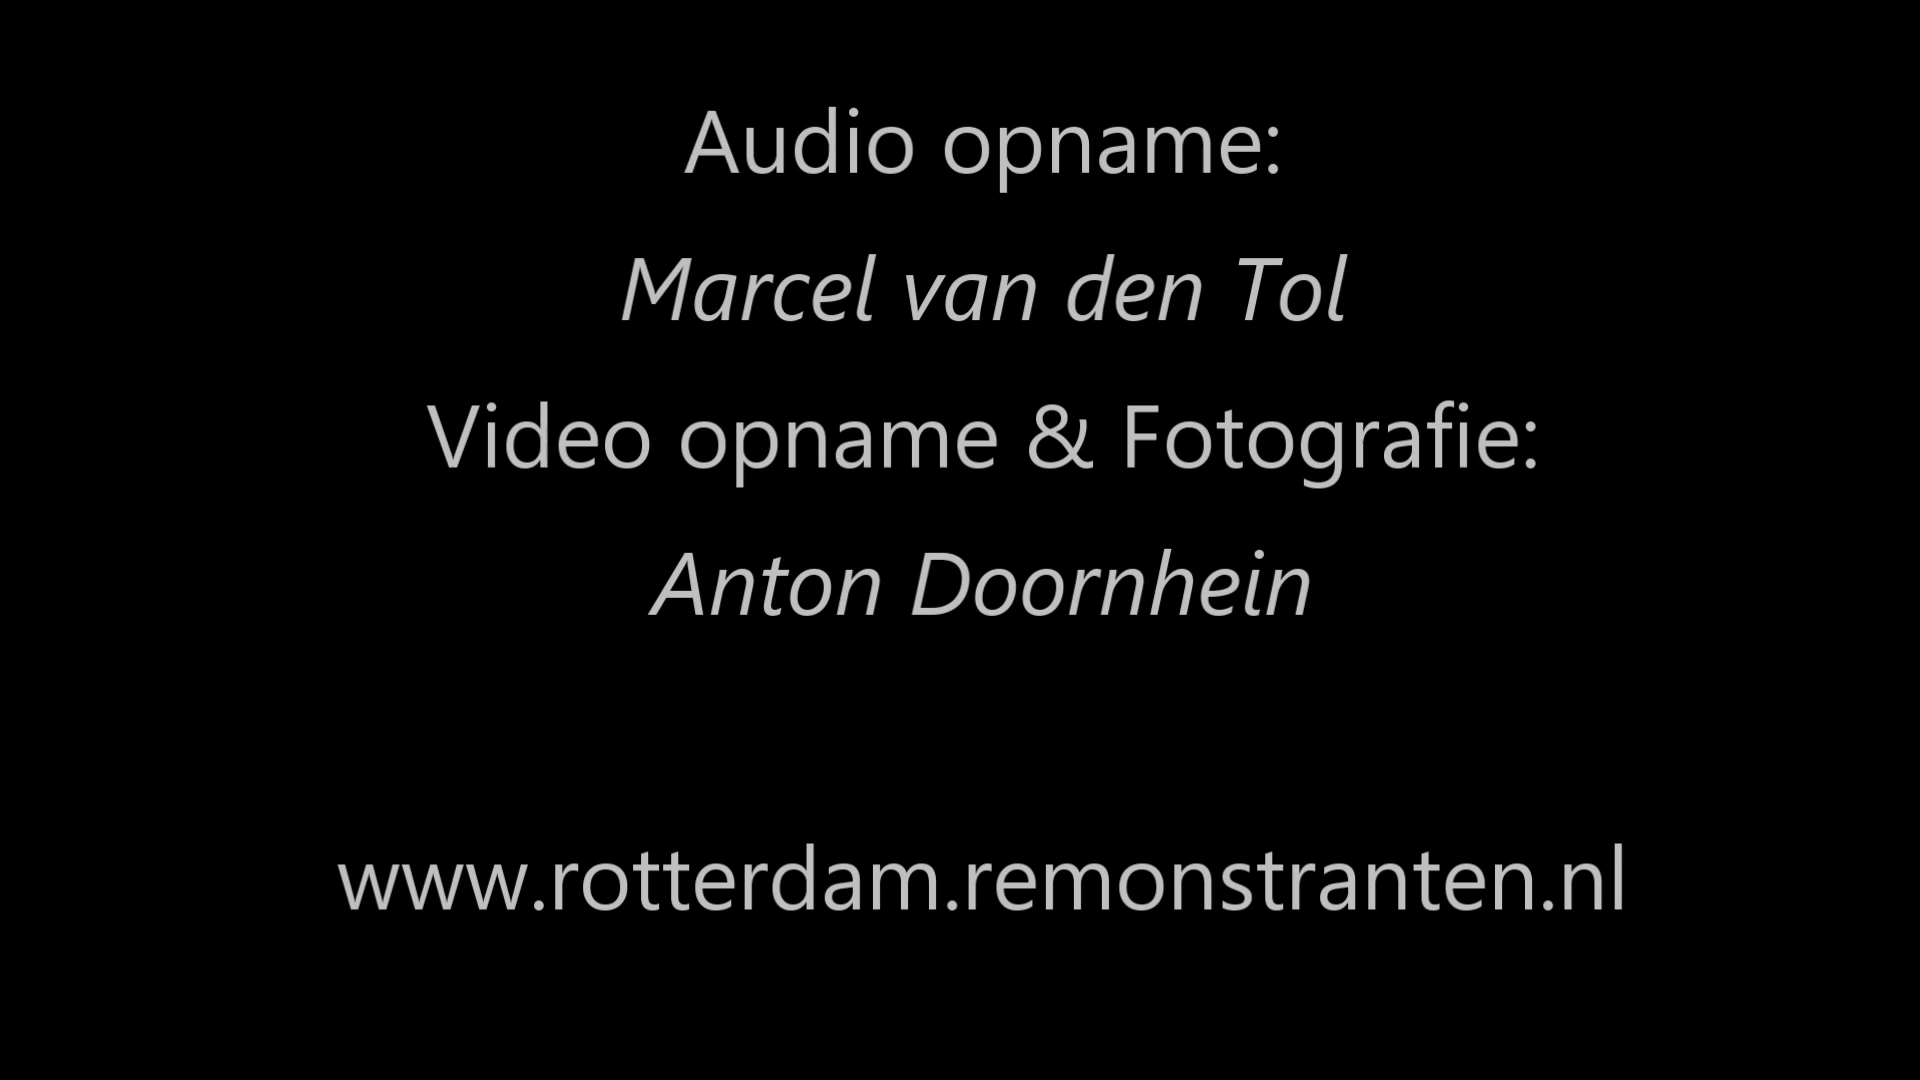 Audio opname:
Marcel van den Tol
Video opname & Fotografie:
Anton Doornhein
www.rotterdam.remonstranten.nl